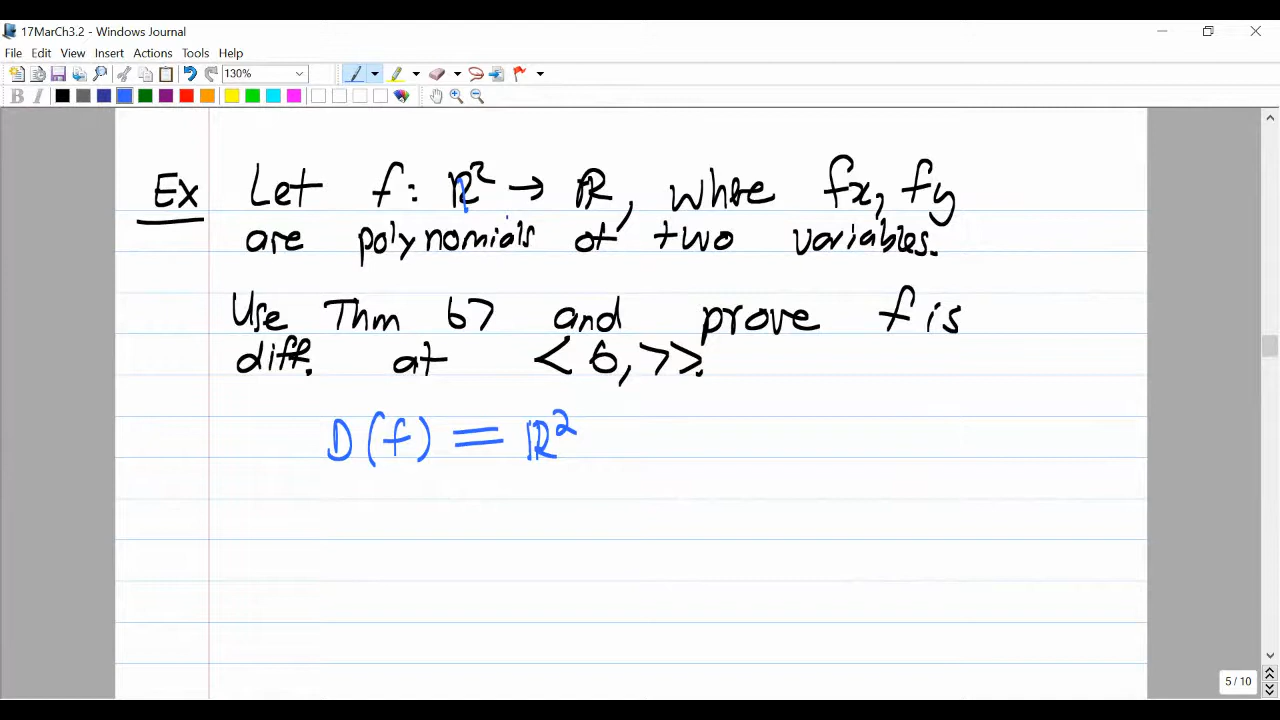 17MarCh3.2 - Windows Journal
File Edit View Insert Actions Tools Help
130%
B I
Ex Let f: ℝ² → ℝ, where fx, fy
are polynomials of two variables.
Use Thm 67 and prove f is
diff. at <6,7>.
D(f) = ℝ²
5 / 10